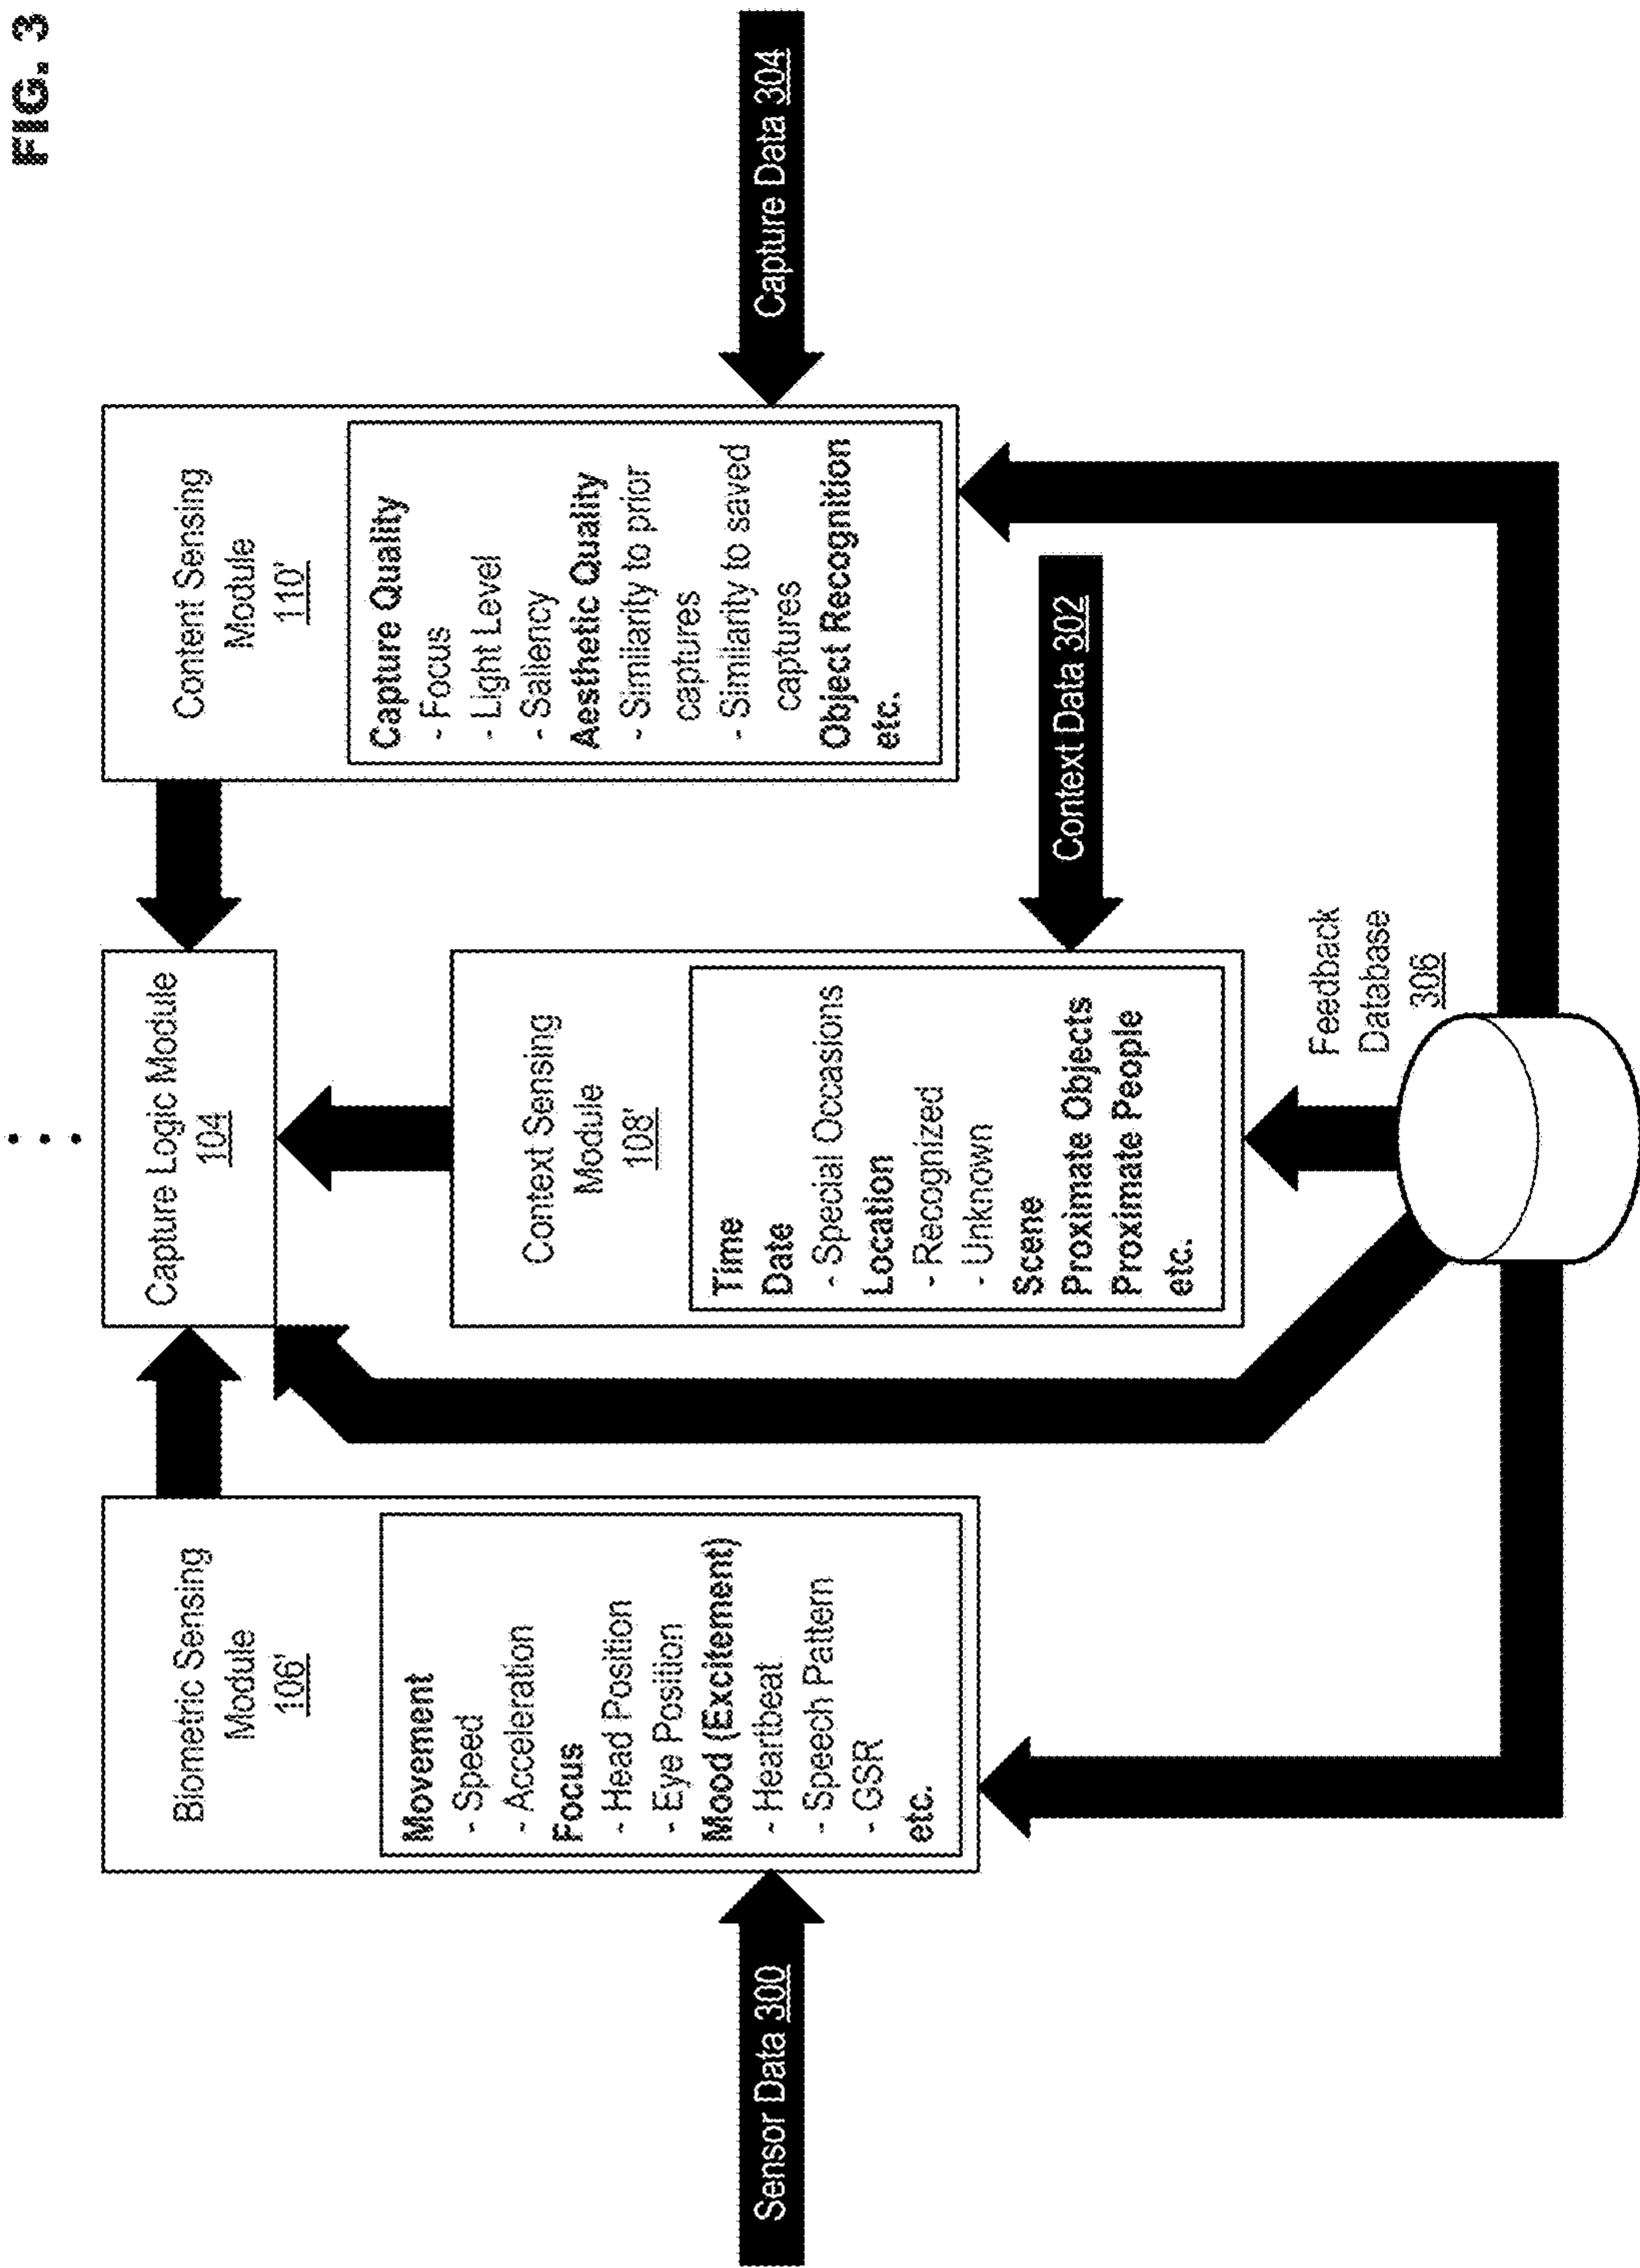 FIG. 3
Capture Logic Module
104
Biometric Sensing
Module
106'
Movement
- Speed
- Acceleration
Focus
- Head Position
- Eye Position
Mood (Excitement)
- Heartbeat
- Speech Pattern
- GSR
etc.
Context Sensing
Module
108'
Time
Date
- Special Occasions
Location
- Recognized
- Unknown
Scene
Proximate Objects
Proximate People
etc.
Content Sensing
Module
110'
Capture Quality
- Focus
- Light Level
- Saliency
Aesthetic Quality
- Similarity to prior
captures
- Similarity to saved
captures
Object Recognition
etc.
Sensor Data 300
Context Data 302
Capture Data 304
Feedback
Database
306